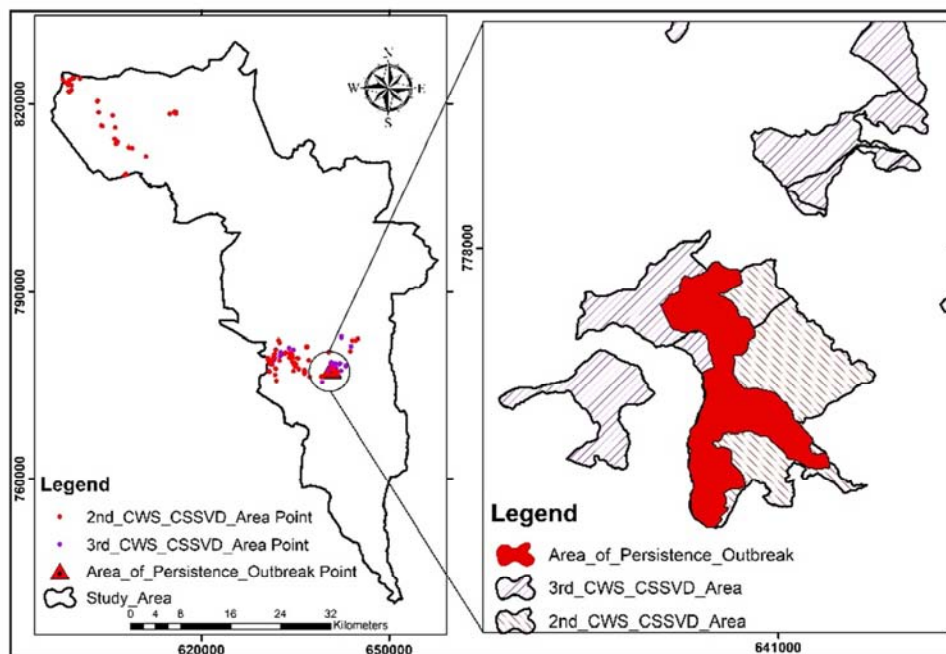 N
W
E
S
820000
790000
760000
Legend
2nd_CWS_CSSVD_Area Point
3rd_CWS_CSSVD_Area Point
Area_of_Persistence_Outbreak Point
Study_Area
0 4 8 16 24 32
Kilometers
620000
650000
778000
Legend
Area_of_Persistence_Outbreak
3rd_CWS_CSSVD_Area
2nd_CWS_CSSVD_Area
641000